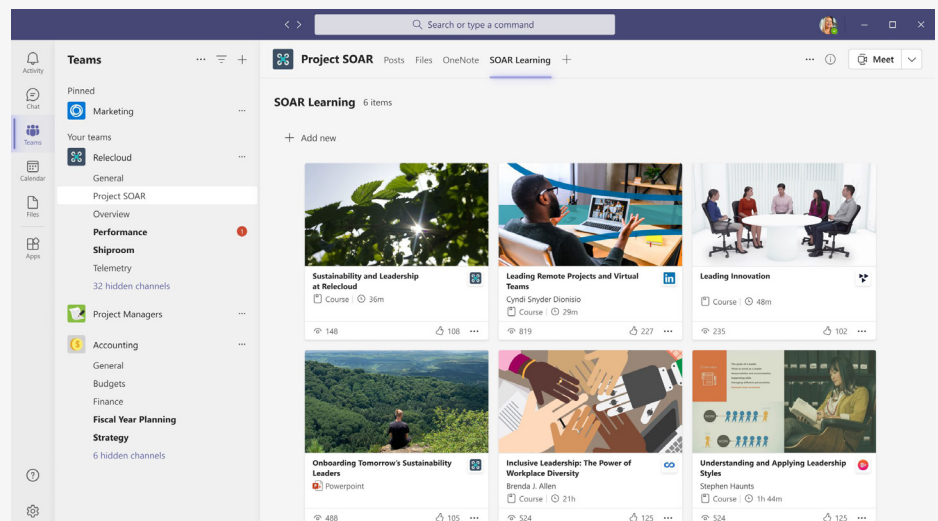 Search or type a command
Activity
Chat
Teams
Calendar
Files
Apps
Teams
Pinned
Marketing
Your teams
Relecloud
General
Project SOAR
Overview
Performance
1
Shiproom
Telemetry
32 hidden channels
Project Managers
Accounting
General
Budgets
Finance
Fiscal Year Planning
Strategy
6 hidden channels
Project SOAR Posts Files OneNote SOAR Learning
Meet
SOAR Learning 6 items
Add new
Sustainability and Leadership
at Relecloud
Course 36m
148 108
Leading Remote Projects and Virtual
Teams
in
Cyndi Snyder Dionisio
Course 29m
819 227
Leading Innovation
Course 48m
235 102
Onboarding Tomorrow's Sustainability
Leaders
Powerpoint
488 105
Inclusive Leadership: The Power of
Workplace Diversity
Brenda J. Allen
Course 21h
524 125
Understanding and Applying Leadership
Styles
Stephen Haunts
Course 1h 44m
524 125